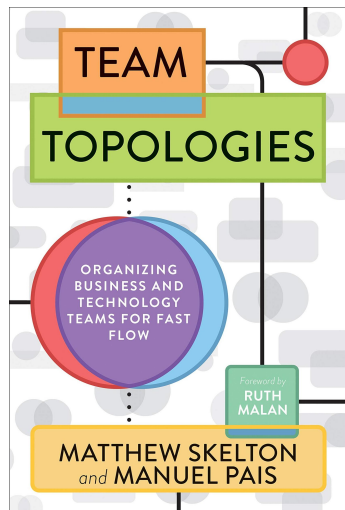 TEAM
TOPOLOGIES
ORGANIZING
BUSINESS AND
TECHNOLOGY
TEAMS FOR FAST
FLOW
Foreword by
RUTH
MALAN
MATTHEW SKELTON
and MANUEL PAIS